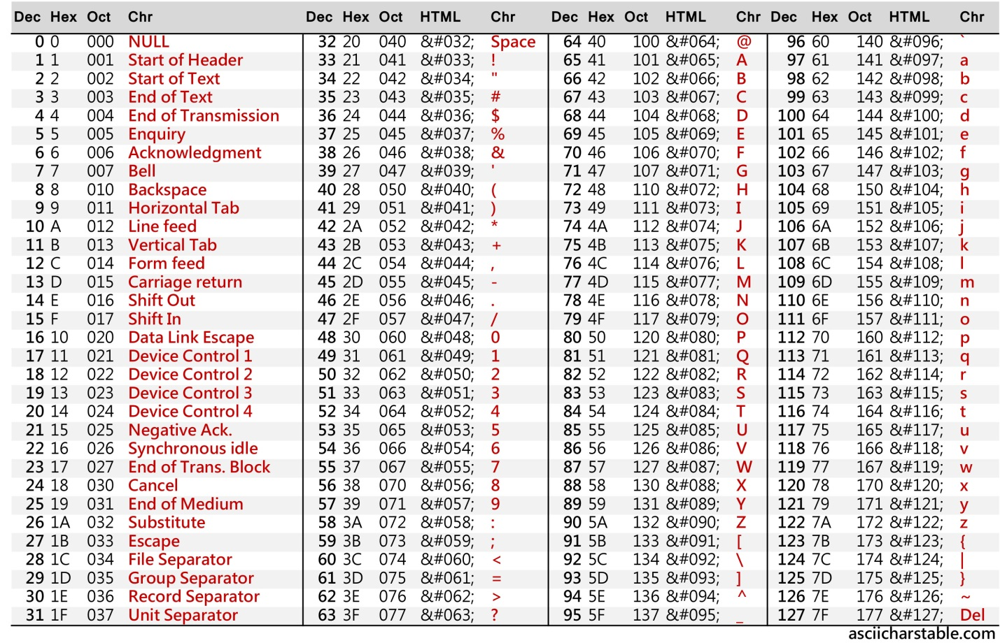 Dec Hex Oct Chr Dec Hex Oct HTML Chr Dec Hex Oct HTML Chr Dec Hex Oct HTML Chr
0 0 000 NULL 32 20 040 &#032; Space 64 40 100 &#064; @ 96 60 140 &#096; `
1 1 001 Start of Header 33 21 041 &#033; ! 65 41 101 &#065; A 97 61 141 &#097; a
2 2 002 Start of Text 34 22 042 &#034; " 66 42 102 &#066; B 98 62 142 &#098; b
3 3 003 End of Text 35 23 043 &#035; # 67 43 103 &#067; C 99 63 143 &#099; c
4 4 004 End of Transmission 36 24 044 &#036; $ 68 44 104 &#068; D 100 64 144 &#100; d
5 5 005 Enquiry 37 25 045 &#037; % 69 45 105 &#069; E 101 65 145 &#101; e
6 6 006 Acknowledgment 38 26 046 &#038; & 70 46 106 &#070; F 102 66 146 &#102; f
7 7 007 Bell 39 27 047 &#039; ' 71 47 107 &#071; G 103 67 147 &#103; g
8 8 010 Backspace 40 28 050 &#040; ( 72 48 110 &#072; H 104 68 150 &#104; h
9 9 011 Horizontal Tab 41 29 051 &#041; ) 73 49 111 &#073; I 105 69 151 &#105; i
10 A 012 Line feed 42 2A 052 &#042; * 74 4A 112 &#074; J 106 6A 152 &#106; j
11 B 013 Vertical Tab 43 2B 053 &#043; + 75 4B 113 &#075; K 107 6B 153 &#107; k
12 C 014 Form feed 44 2C 054 &#044; , 76 4C 114 &#076; L 108 6C 154 &#108; l
13 D 015 Carriage return 45 2D 055 &#045; - 77 4D 115 &#077; M 109 6D 155 &#109; m
14 E 016 Shift Out 46 2E 056 &#046; . 78 4E 116 &#078; N 110 6E 156 &#110; n
15 F 017 Shift In 47 2F 057 &#047; / 79 4F 117 &#079; O 111 6F 157 &#111; o
16 10 020 Data Link Escape 48 30 060 &#048; 0 80 50 120 &#080; P 112 70 160 &#112; p
17 11 021 Device Control 1 49 31 061 &#049; 1 81 51 121 &#081; Q 113 71 161 &#113; q
18 12 022 Device Control 2 50 32 062 &#050; 2 82 52 122 &#082; R 114 72 162 &#114; r
19 13 023 Device Control 3 51 33 063 &#051; 3 83 53 123 &#083; S 115 73 163 &#115; s
20 14 024 Device Control 4 52 34 064 &#052; 4 84 54 124 &#084; T 116 74 164 &#116; t
21 15 025 Negative Ack. 53 35 065 &#053; 5 85 55 125 &#085; U 117 75 165 &#117; u
22 16 026 Synchronous idle 54 36 066 &#054; 6 86 56 126 &#086; V 118 76 166 &#118; v
23 17 027 End of Trans. Block 55 37 067 &#055; 7 87 57 127 &#087; W 119 77 167 &#119; w
24 18 030 Cancel 56 38 070 &#056; 8 88 58 130 &#088; X 120 78 170 &#120; x
25 19 031 End of Medium 57 39 071 &#057; 9 89 59 131 &#089; Y 121 79 171 &#121; y
26 1A 032 Substitute 58 3A 072 &#058; : 90 5A 132 &#090; Z 122 7A 172 &#122; z
27 1B 033 Escape 59 3B 073 &#059; ; 91 5B 133 &#091; [ 123 7B 173 &#123; {
28 1C 034 File Separator 60 3C 074 &#060; < 92 5C 134 &#092; \ 124 7C 174 &#124; |
29 1D 035 Group Separator 61 3D 075 &#061; = 93 5D 135 &#093; ] 125 7D 175 &#125; }
30 1E 036 Record Separator 62 3E 076 &#062; > 94 5E 136 &#094; ^ 126 7E 176 &#126; ~
31 1F 037 Unit Separator 63 3F 077 &#063; ? 95 5F 137 &#095; _ 127 7F 177 &#127; Del
asciicharstable.com